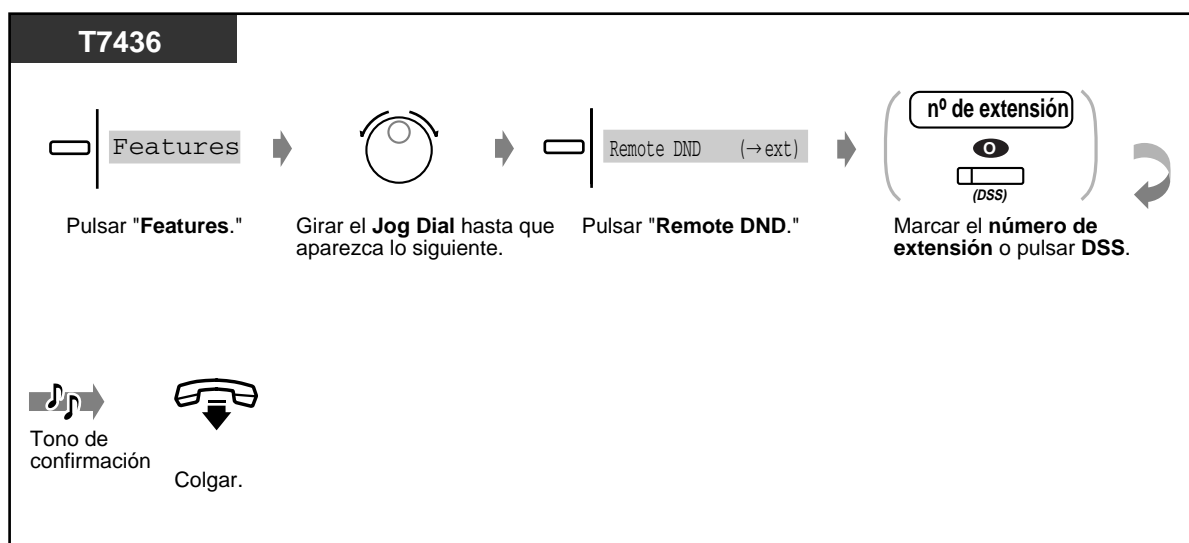 T7436
Features
Remote DND (→ext)
nº de extensión
O
(DSS)
Pulsar "Features."
Girar el Jog Dial hasta que
aparezca lo siguiente.
Pulsar "Remote DND."
Marcar el número de
extensión o pulsar DSS.
Tono de
confirmación
Colgar.